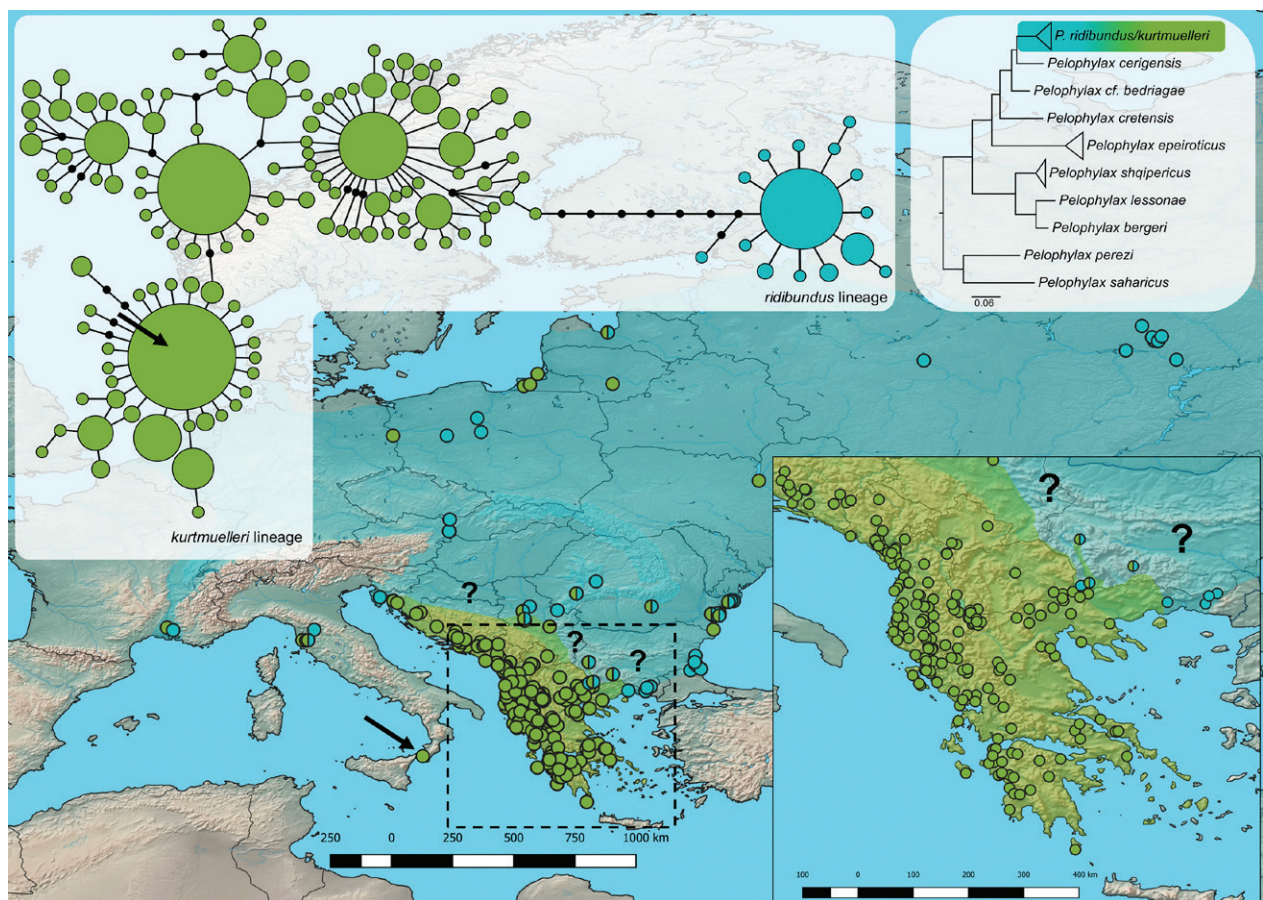 P. ridibundus/kurtmuelleri
Pelophylax cerigensis
Pelophylax cf. bedriagae
Pelophylax cretensis
Pelophylax epeiroticus
Pelophylax shqipericus
Pelophylax lessonae
Pelophylax bergeri
Pelophylax perezi
Pelophylax saharicus
0.06
ridibundus lineage
kurtmuelleri lineage
?
?
?
?
?
250 0 250 500 750 1000 km
100 0 100 200 300 400 km